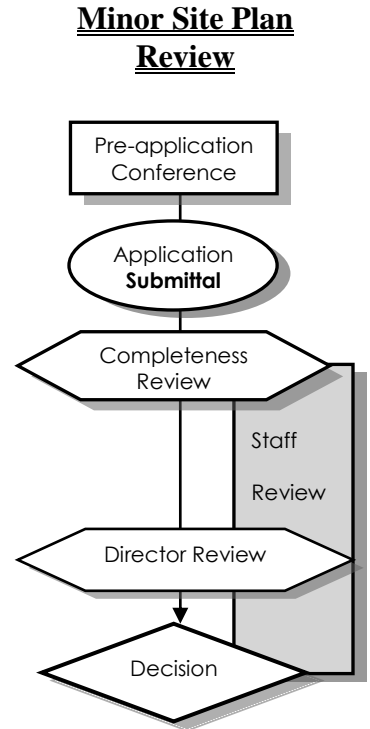 Minor Site Plan
Review
Pre-application
Conference
Application
Submittal
Completeness
Review
Staff
Review
Director Review
Decision